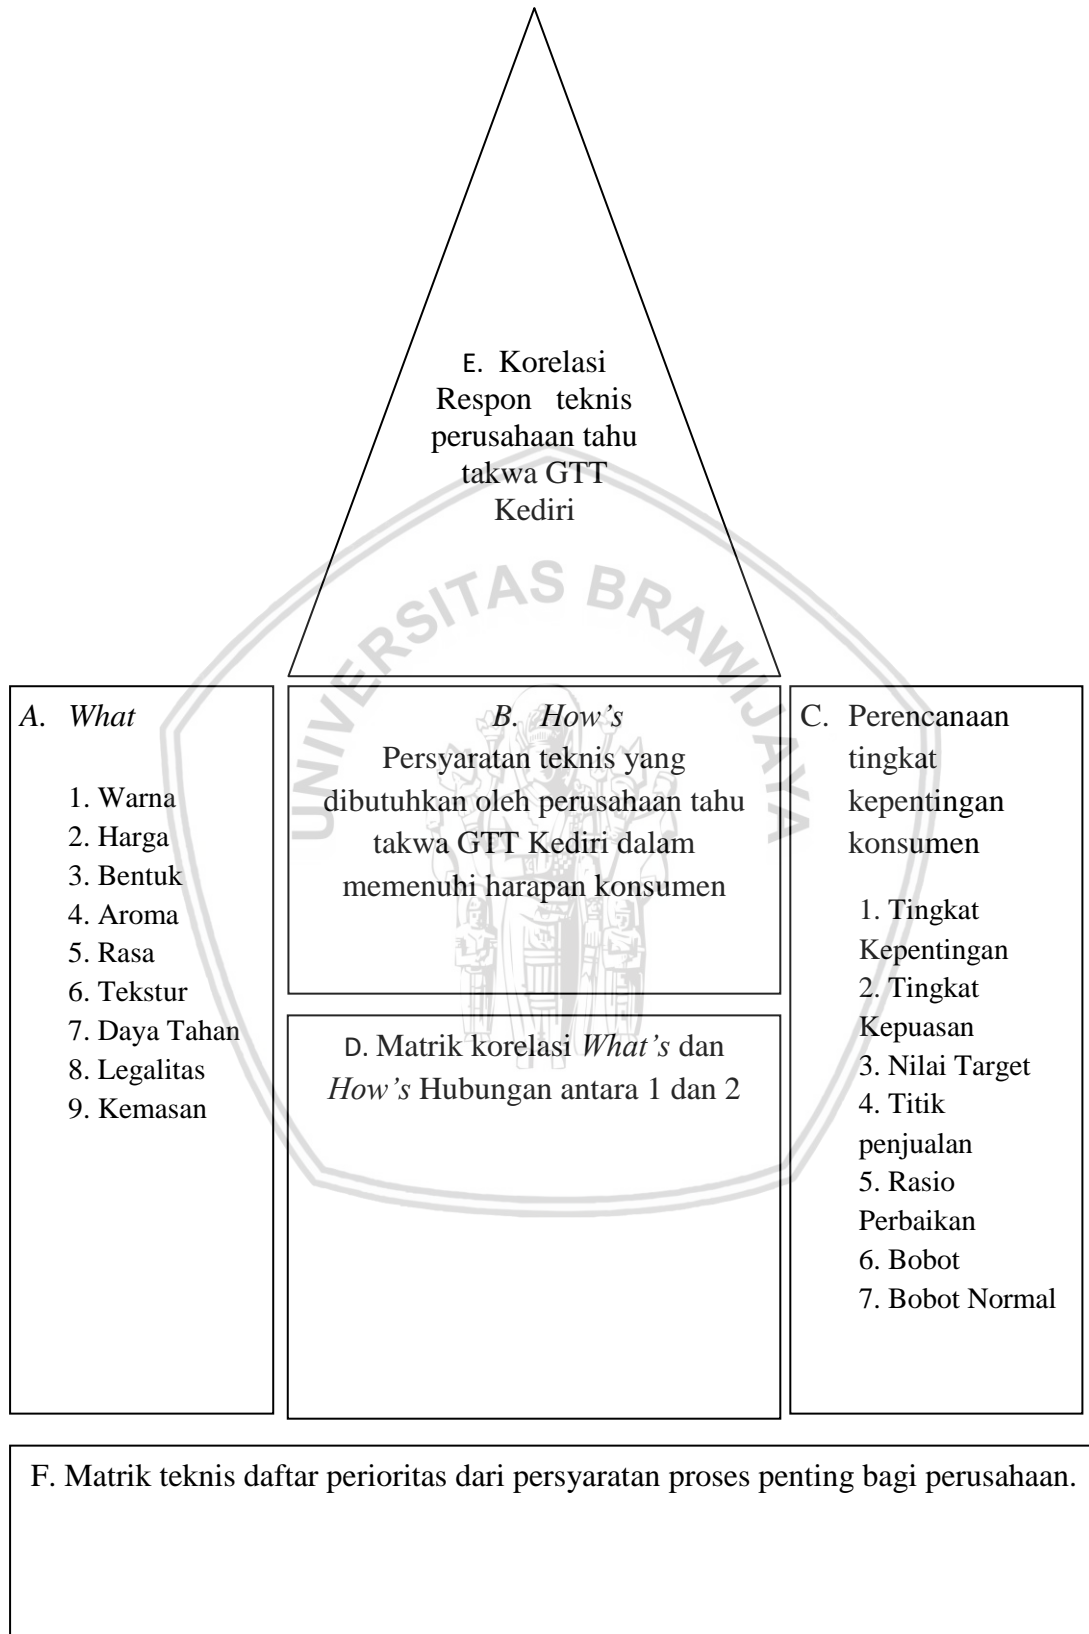 E. Korelasi
Respon teknis
perusahaan tahu
takwa GTT
Kediri
UNIVERSITAS BRAWIJAYA
A. What
1. Warna
2. Harga
3. Bentuk
4. Aroma
5. Rasa
6. Tekstur
7. Daya Tahan
8. Legalitas
9. Kemasan
B. How’s
Persyaratan teknis yang
dibutuhkan oleh perusahaan tahu
takwa GTT Kediri dalam
memenuhi harapan konsumen
C. Perencanaan
tingkat
kepentingan
konsumen
1. Tingkat
Kepentingan
2. Tingkat
Kepuasan
3. Nilai Target
4. Titik
penjualan
5. Rasio
Perbaikan
6. Bobot
7. Bobot Normal
D. Matrik korelasi What’s dan
How’s Hubungan antara 1 dan 2
F. Matrik teknis daftar perioritas dari persyaratan proses penting bagi perusahaan.